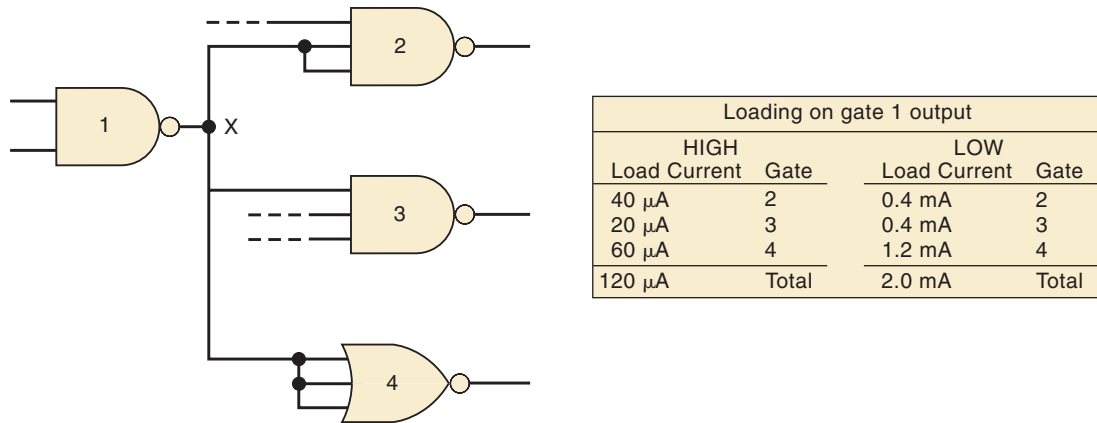 2
1
X
3
4
Loading on gate 1 output
HIGH LOW
Load Current Gate Load Current Gate
40 μA 2 0.4 mA 2
20 μA 3 0.4 mA 3
60 μA 4 1.2 mA 4
120 μA Total 2.0 mA Total